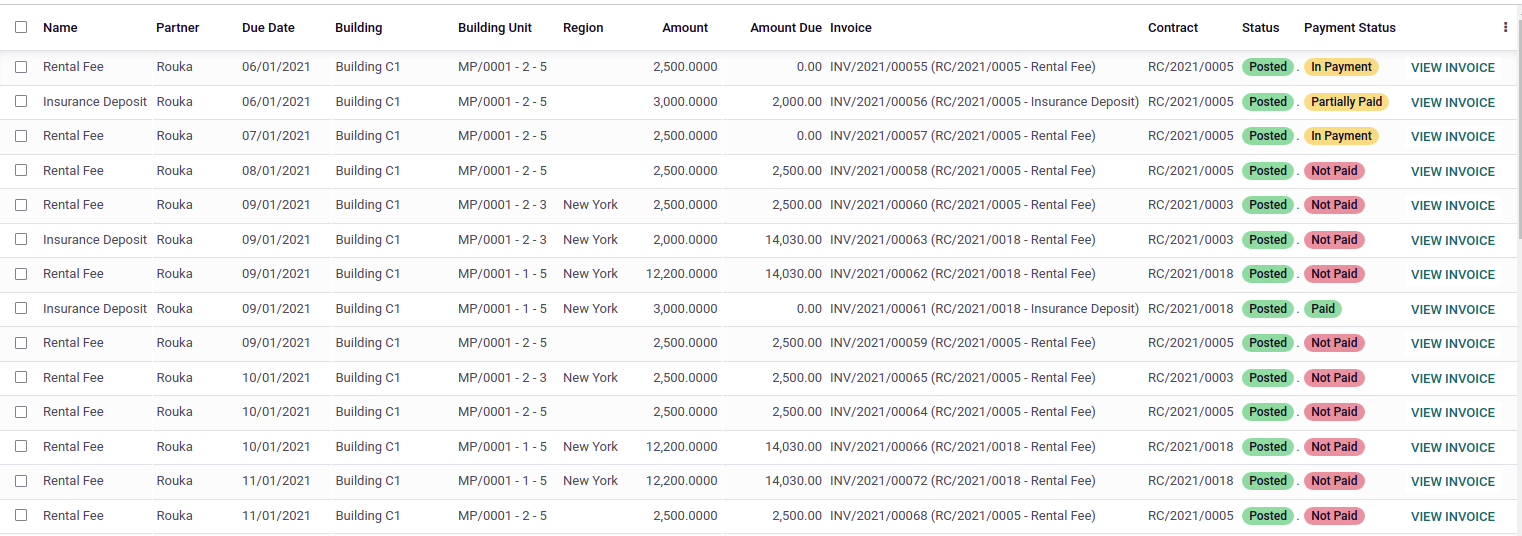 Name Partner Due Date Building Building Unit Region Amount Amount Due Invoice Contract Status Payment Status
Rental Fee Rouka 06/01/2021 Building C1 MP/0001 - 2 - 5 2,500.0000 0.00 INV/2021/00055 (RC/2021/0005 - Rental Fee) RC/2021/0005 Posted . In Payment VIEW INVOICE
Insurance Deposit Rouka 06/01/2021 Building C1 MP/0001 - 2 - 5 3,000.0000 2,000.00 INV/2021/00056 (RC/2021/0005 - Insurance Deposit) RC/2021/0005 Posted . Partially Paid VIEW INVOICE
Rental Fee Rouka 07/01/2021 Building C1 MP/0001 - 2 - 5 2,500.0000 0.00 INV/2021/00057 (RC/2021/0005 - Rental Fee) RC/2021/0005 Posted . In Payment VIEW INVOICE
Rental Fee Rouka 08/01/2021 Building C1 MP/0001 - 2 - 5 2,500.0000 2,500.00 INV/2021/00058 (RC/2021/0005 - Rental Fee) RC/2021/0005 Posted . Not Paid VIEW INVOICE
Rental Fee Rouka 09/01/2021 Building C1 MP/0001 - 2 - 3 New York 2,500.0000 2,500.00 INV/2021/00060 (RC/2021/0005 - Rental Fee) RC/2021/0003 Posted . Not Paid VIEW INVOICE
Insurance Deposit Rouka 09/01/2021 Building C1 MP/0001 - 2 - 3 New York 2,000.0000 14,030.00 INV/2021/00063 (RC/2021/0018 - Rental Fee) RC/2021/0003 Posted . Not Paid VIEW INVOICE
Rental Fee Rouka 09/01/2021 Building C1 MP/0001 - 1 - 5 New York 12,200.0000 14,030.00 INV/2021/00062 (RC/2021/0018 - Rental Fee) RC/2021/0018 Posted . Not Paid VIEW INVOICE
Insurance Deposit Rouka 09/01/2021 Building C1 MP/0001 - 1 - 5 New York 3,000.0000 0.00 INV/2021/00061 (RC/2021/0018 - Insurance Deposit) RC/2021/0018 Posted . Paid VIEW INVOICE
Rental Fee Rouka 09/01/2021 Building C1 MP/0001 - 2 - 5 2,500.0000 2,500.00 INV/2021/00059 (RC/2021/0005 - Rental Fee) RC/2021/0005 Posted . Not Paid VIEW INVOICE
Rental Fee Rouka 10/01/2021 Building C1 MP/0001 - 2 - 3 New York 2,500.0000 2,500.00 INV/2021/00065 (RC/2021/0005 - Rental Fee) RC/2021/0003 Posted . Not Paid VIEW INVOICE
Rental Fee Rouka 10/01/2021 Building C1 MP/0001 - 2 - 5 2,500.0000 2,500.00 INV/2021/00064 (RC/2021/0005 - Rental Fee) RC/2021/0005 Posted . Not Paid VIEW INVOICE
Rental Fee Rouka 10/01/2021 Building C1 MP/0001 - 1 - 5 New York 12,200.0000 14,030.00 INV/2021/00066 (RC/2021/0018 - Rental Fee) RC/2021/0018 Posted . Not Paid VIEW INVOICE
Rental Fee Rouka 11/01/2021 Building C1 MP/0001 - 1 - 5 New York 12,200.0000 14,030.00 INV/2021/00072 (RC/2021/0018 - Rental Fee) RC/2021/0018 Posted . Not Paid VIEW INVOICE
Rental Fee Rouka 11/01/2021 Building C1 MP/0001 - 2 - 5 2,500.0000 2,500.00 INV/2021/00068 (RC/2021/0005 - Rental Fee) RC/2021/0005 Posted . Not Paid VIEW INVOICE